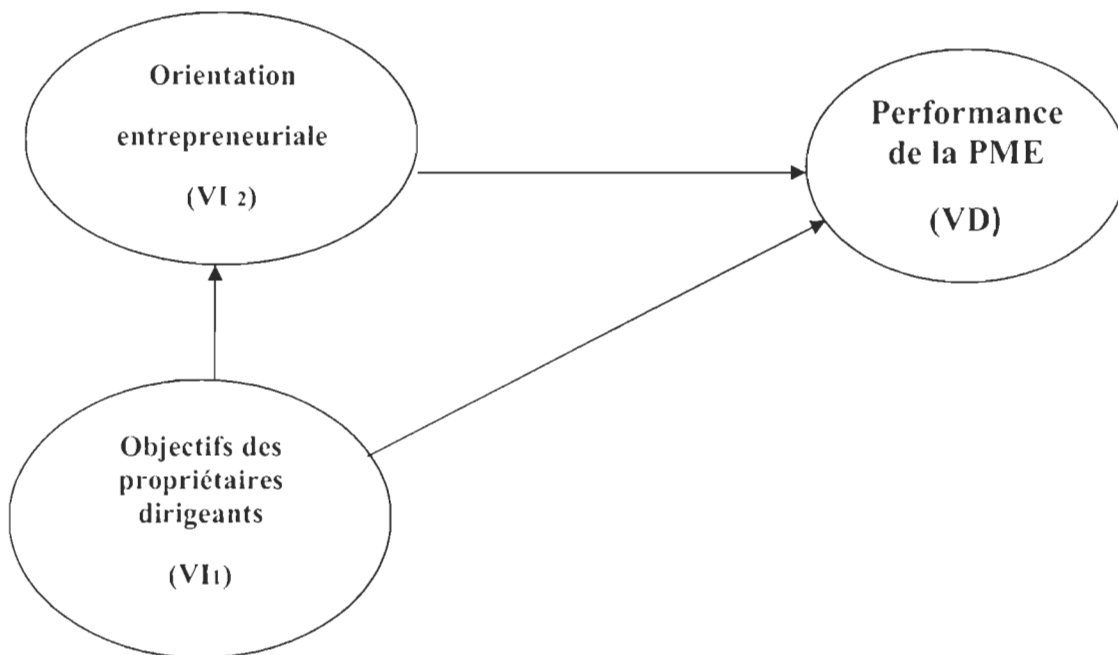 Orientation
entrepreneuriale
(VI 2)
Performance
de la PME
(VD)
Objectifs des
propriétaires
dirigeants
(VI1)